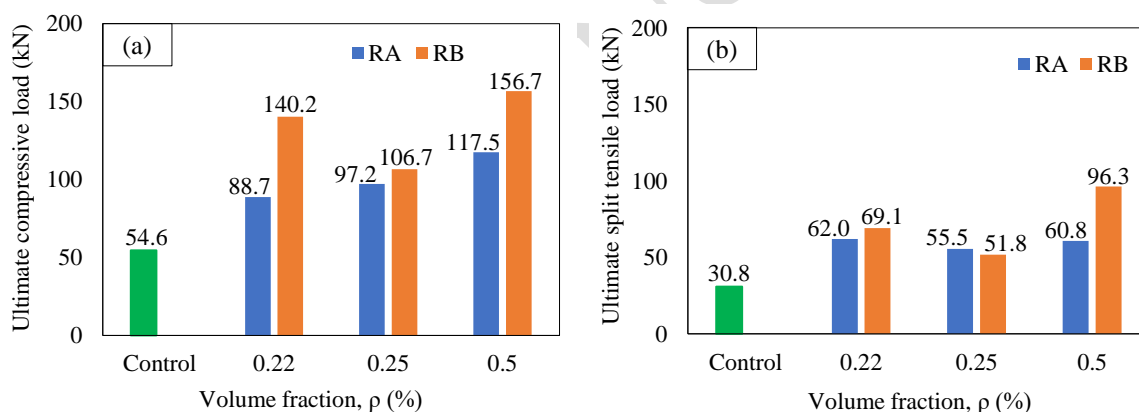 (a)
RA RB
Ultimate compressive load (kN)
200
150
100
50
0
54.6
88.7
140.2
97.2
106.7
117.5
156.7
Control 0.22 0.25 0.5
Volume fraction, ρ (%)
(b)
RA RB
Ultimate split tensile load (kN)
200
150
100
50
0
30.8
62.0
69.1
55.5
51.8
60.8
96.3
Control 0.22 0.25 0.5
Volume fraction, ρ (%)